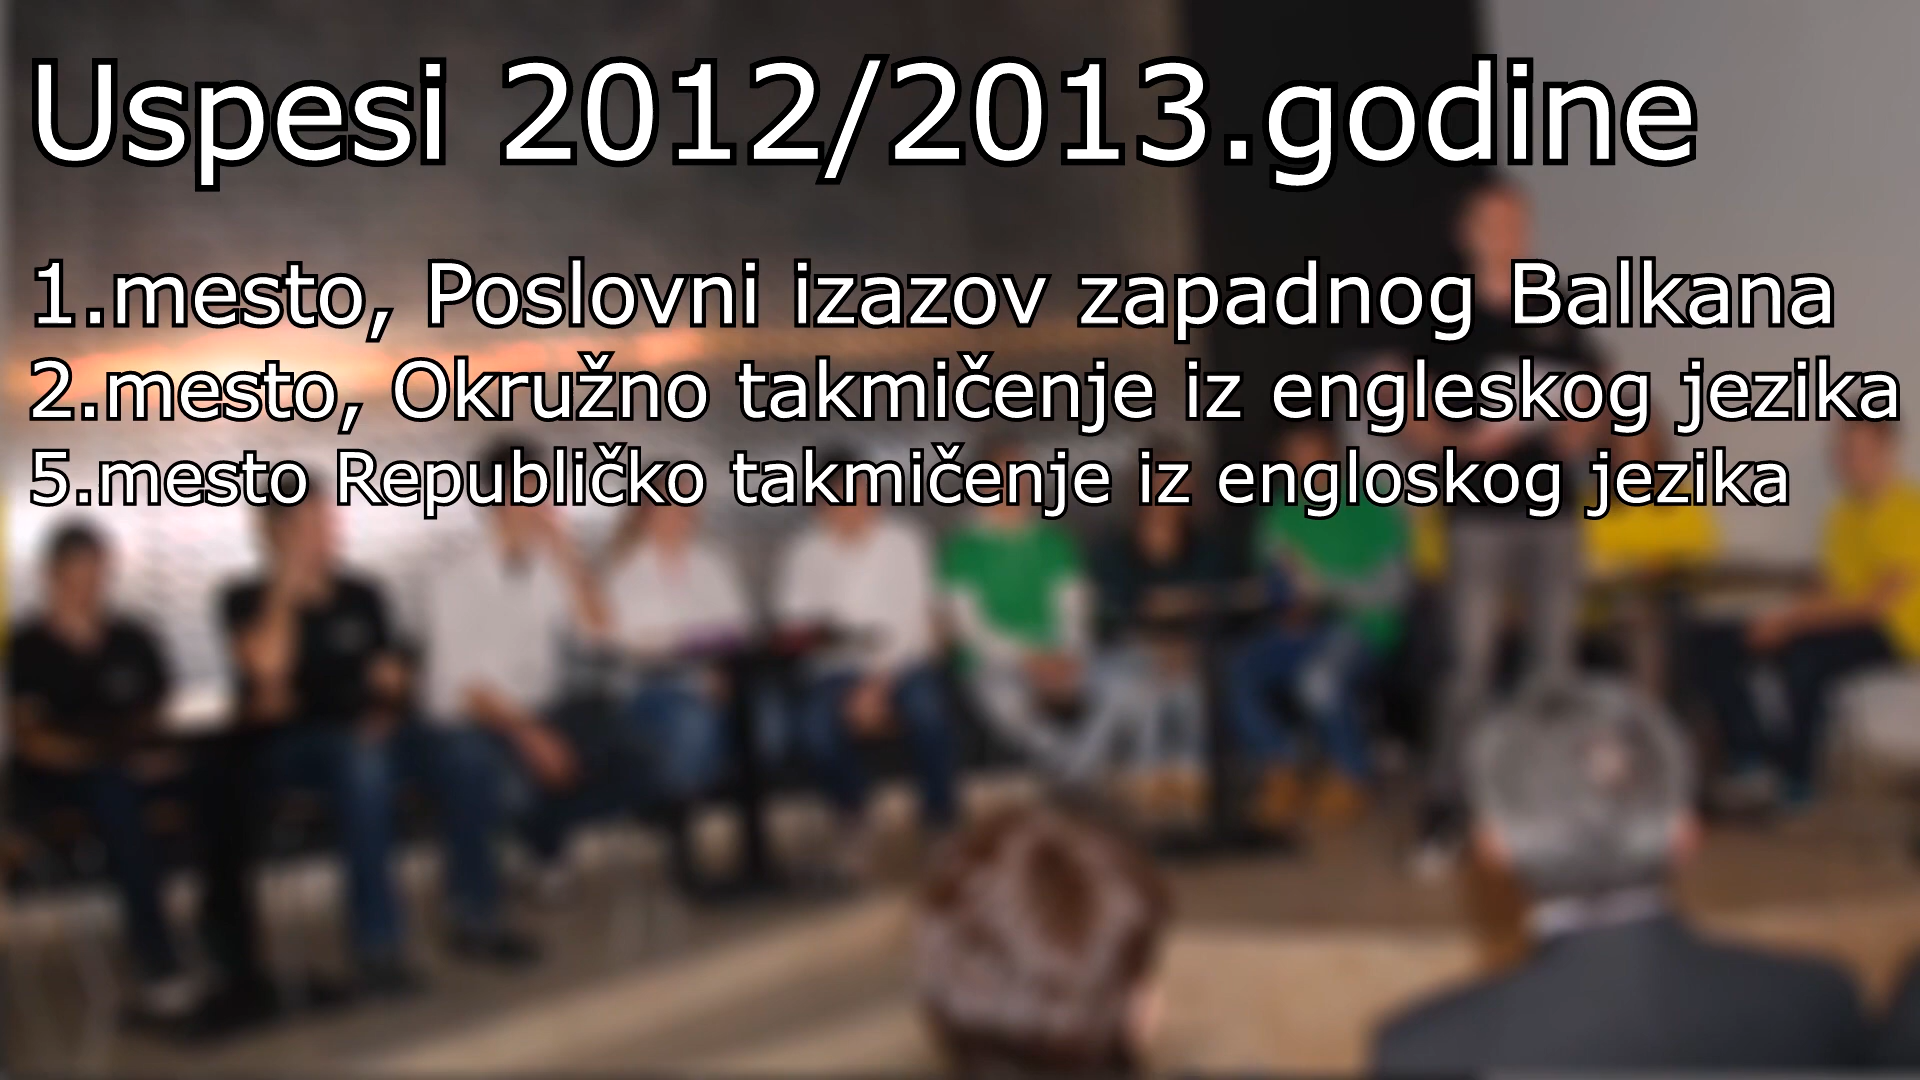 Uspesi 2012/2013.godine
1.mesto, Poslovni izazov zapadnog Balkana
2.mesto, Okružno takmičenje iz engleskog jezika
5.mesto Republičko takmičenje iz engloskog jezika